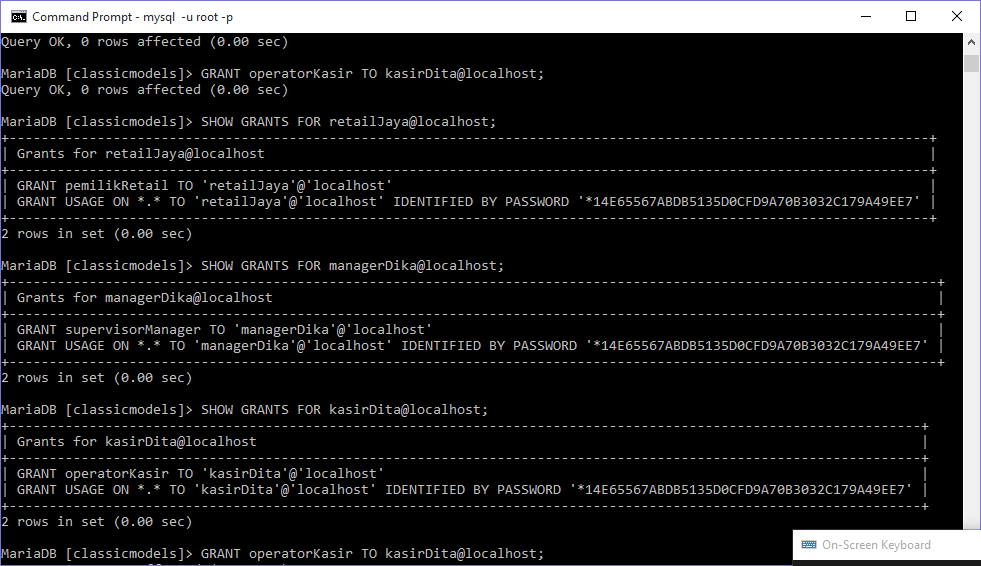 Command Prompt - mysql  -u root -p
Query OK, 0 rows affected (0.00 sec)
MariaDB [classicmodels]> GRANT operatorKasir TO kasirDita@localhost;
Query OK, 0 rows affected (0.00 sec)
MariaDB [classicmodels]> SHOW GRANTS FOR retailJaya@localhost;
+-------------------------------------------------------------------------------------------------------------------+
| Grants for retailJaya@localhost |
+-------------------------------------------------------------------------------------------------------------------+
| GRANT pemilikRetail TO 'retailJaya'@'localhost' |
| GRANT USAGE ON *.* TO 'retailJaya'@'localhost' IDENTIFIED BY PASSWORD '*14E65567ABDB5135D0CFD9A70B3032C179A49EE7' |
+-------------------------------------------------------------------------------------------------------------------+
2 rows in set (0.00 sec)
MariaDB [classicmodels]> SHOW GRANTS FOR managerDika@localhost;
+--------------------------------------------------------------------------------------------------------------------+
| Grants for managerDika@localhost |
+--------------------------------------------------------------------------------------------------------------------+
| GRANT supervisorManager TO 'managerDika'@'localhost' |
| GRANT USAGE ON *.* TO 'managerDika'@'localhost' IDENTIFIED BY PASSWORD '*14E65567ABDB5135D0CFD9A70B3032C179A49EE7' |
+--------------------------------------------------------------------------------------------------------------------+
2 rows in set (0.00 sec)
MariaDB [classicmodels]> SHOW GRANTS FOR kasirDita@localhost;
+------------------------------------------------------------------------------------------------------------------+
| Grants for kasirDita@localhost |
+------------------------------------------------------------------------------------------------------------------+
| GRANT operatorKasir TO 'kasirDita'@'localhost' |
| GRANT USAGE ON *.* TO 'kasirDita'@'localhost' IDENTIFIED BY PASSWORD '*14E65567ABDB5135D0CFD9A70B3032C179A49EE7' |
+------------------------------------------------------------------------------------------------------------------+
2 rows in set (0.00 sec)
MariaDB [classicmodels]> GRANT operatorKasir TO kasirDita@localhost;
On-Screen Keyboard